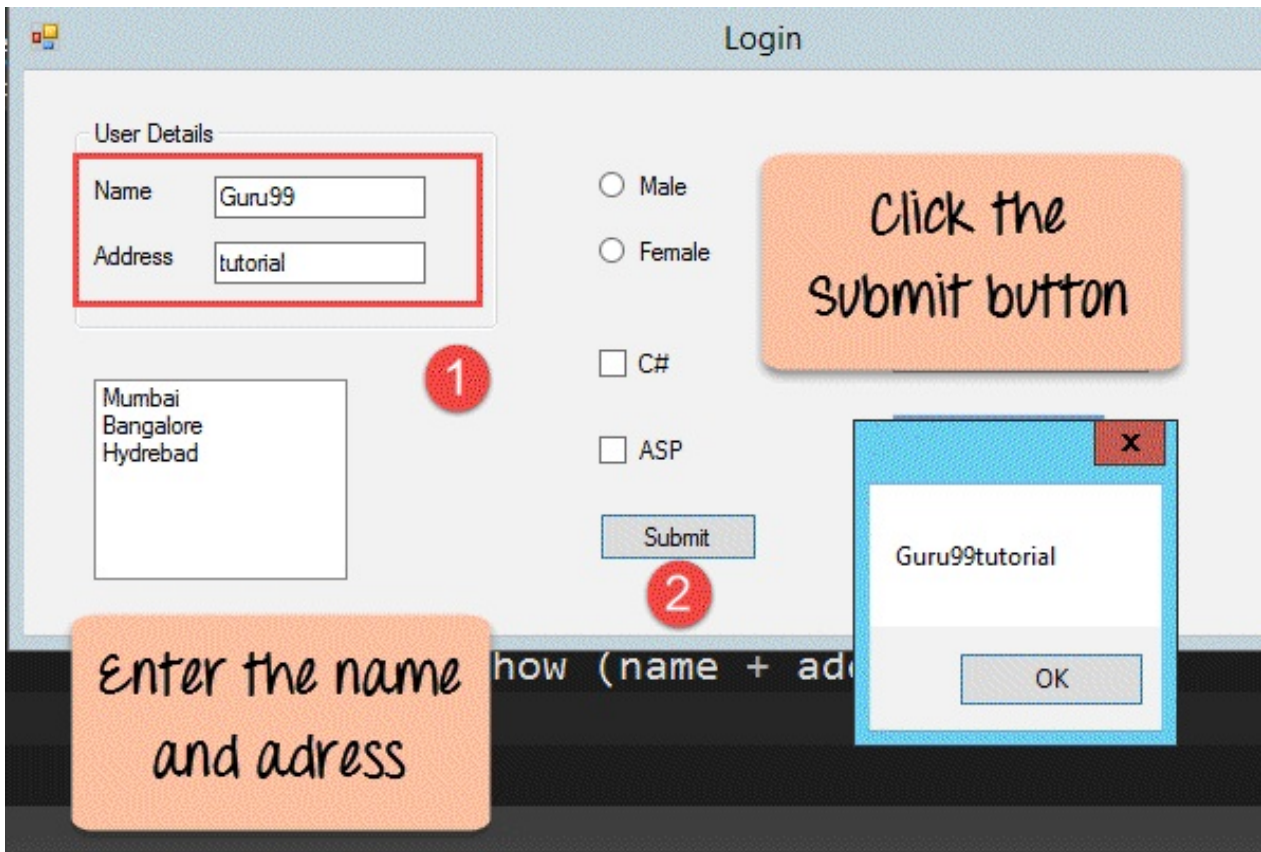 Login
User Details
Name
Guru99
Address
tutorial
Male
Female
Click the
Submit button
1
C#
Mumbai
Bangalore
Hydrebad
ASP
x
Submit
2
Guru99tutorial
OK
Enter the name
and adress
how (name + ad